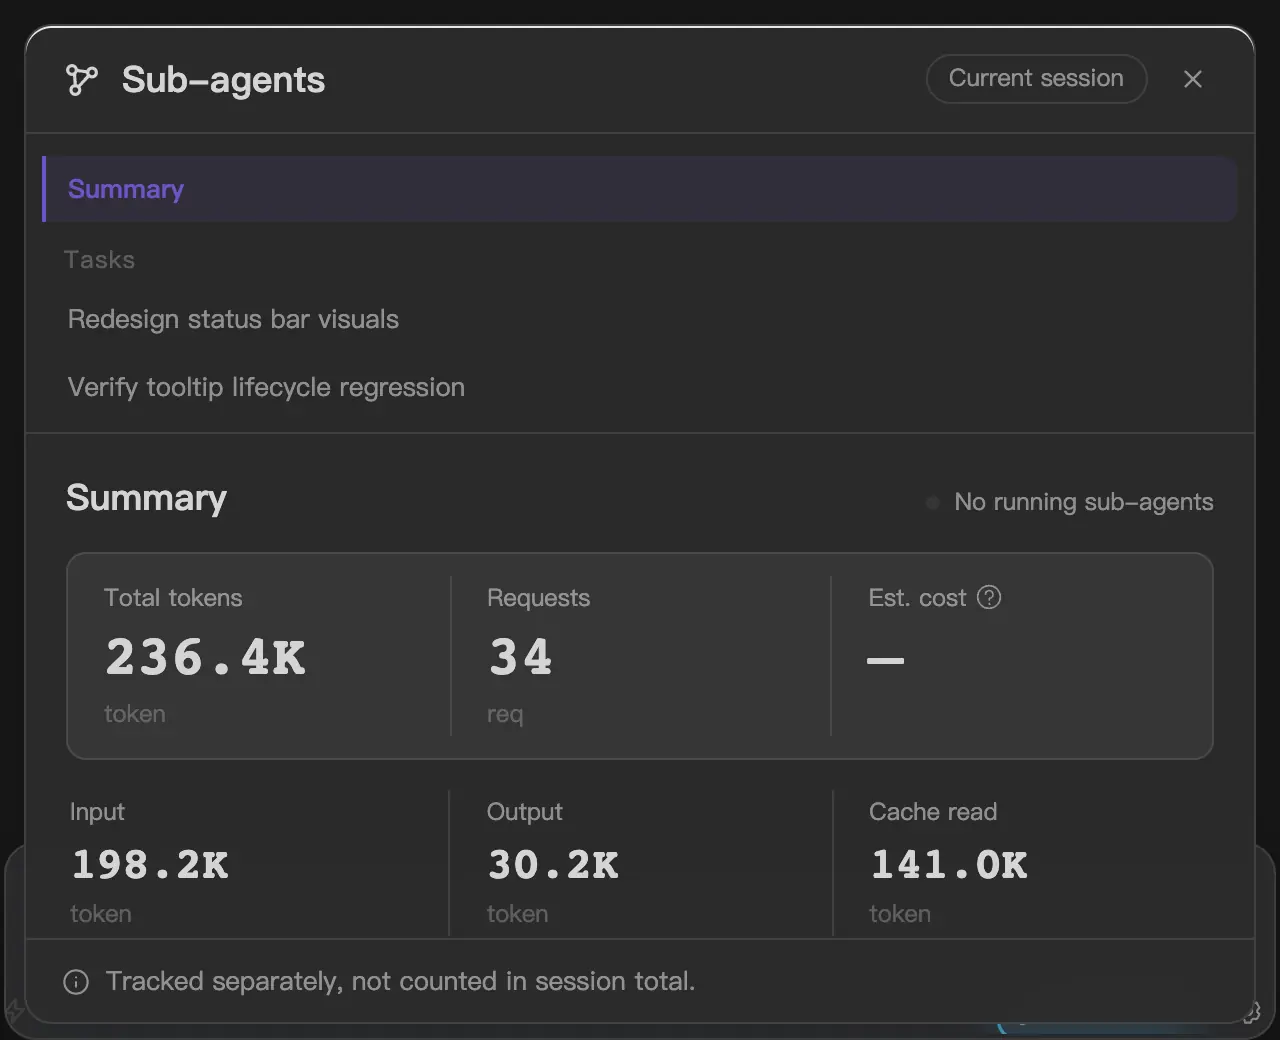 Sub-agents
Current session
Summary
Tasks
Redesign status bar visuals
Verify tooltip lifecycle regression
Summary
No running sub-agents
Total tokens
236.4K
token
Requests
34
req
Est. cost
—
Input
198.2K
token
Output
30.2K
token
Cache read
141.0K
token
Tracked separately, not counted in session total.